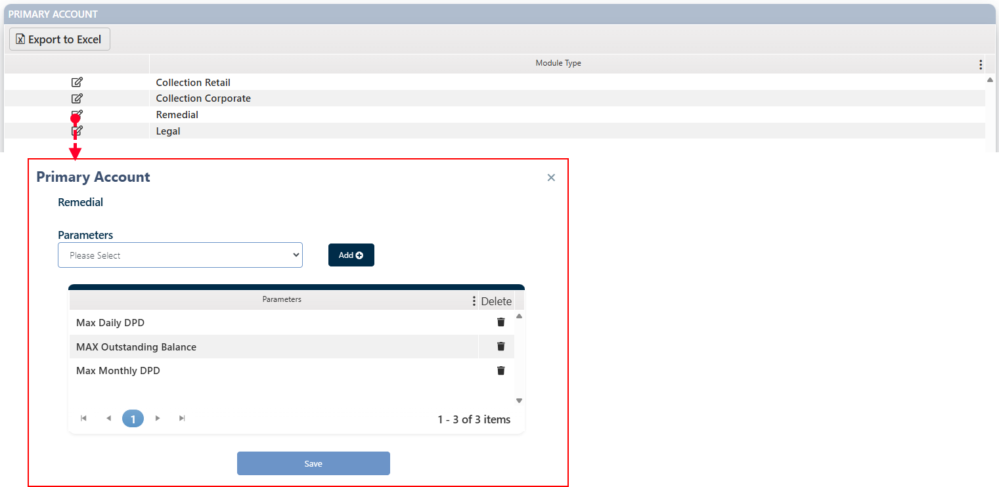 PRIMARY ACCOUNT
Export to Excel
Module Type
Collection Retail
Collection Corporate
Remedial
Legal
Primary Account
Remedial
Parameters
Please Select
Add
Parameters Delete
Max Daily DPD
MAX Outstanding Balance
Max Monthly DPD
1
1 - 3 of 3 items
Save